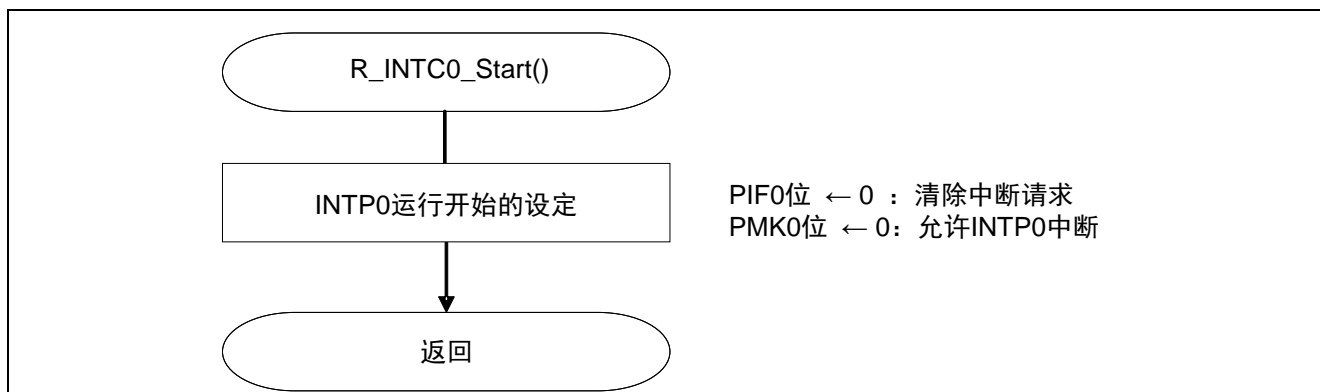 R_INTC0_Start()
INTP0运行开始的设定
PIF0位 ← 0 ：清除中断请求
PMK0位 ← 0：允许INTP0中断
返回